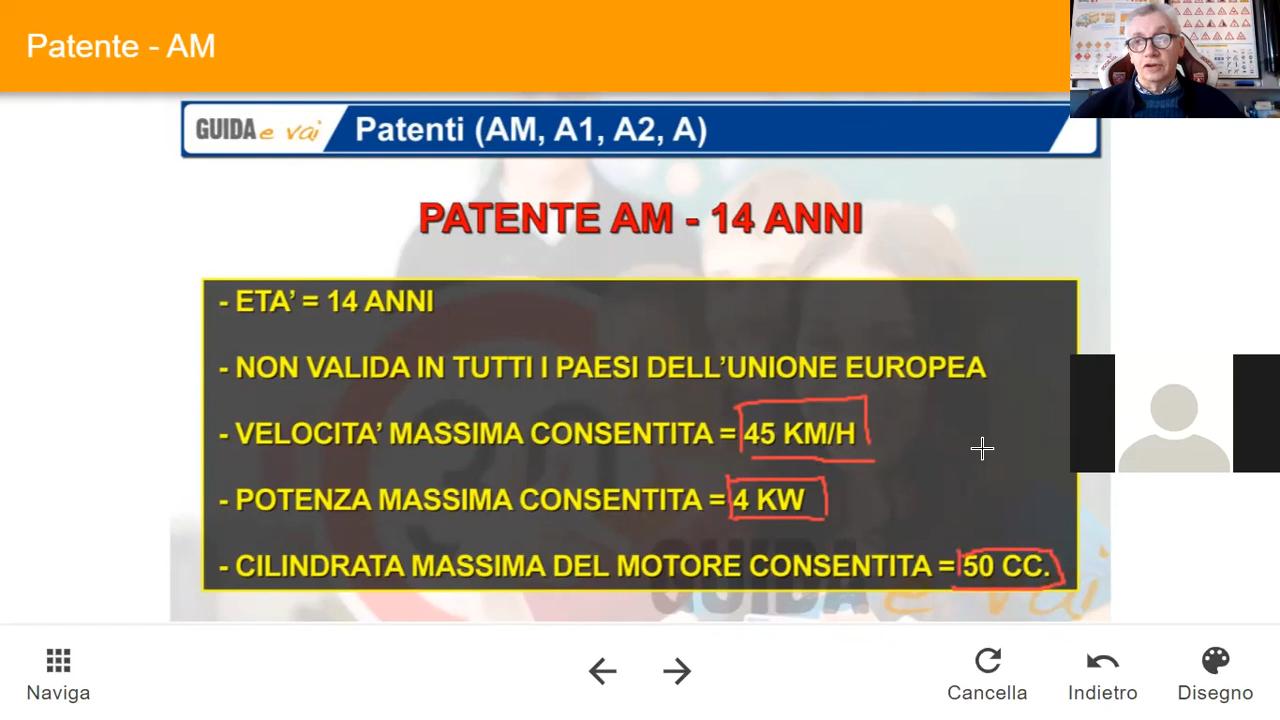 Patente - AM
GUIDA e vai
Patenti (AM, A1, A2, A)
PATENTE AM - 14 ANNI
- ETA' = 14 ANNI
- NON VALIDA IN TUTTI I PAESI DELL'UNIONE EUROPEA
- VELOCITA' MASSIMA CONSENTITA = 45 KM/H
- POTENZA MASSIMA CONSENTITA = 4 KW
- CILINDRATA MASSIMA DEL MOTORE CONSENTITA = 50 CC.
GUIDA e vai
Naviga
Cancella
Indietro
Disegno